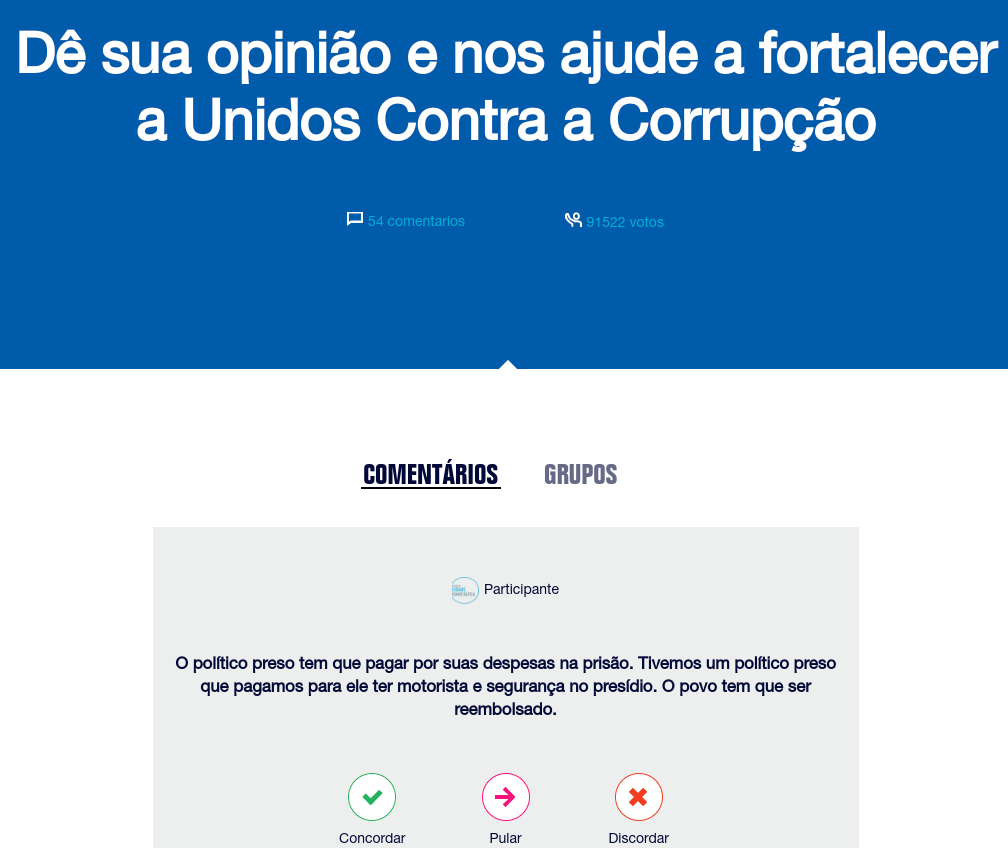 Dê sua opinião e nos ajude a fortalecer
a Unidos Contra a Corrupção
54 comentarios
91522 votos
COMENTÁRIOS
GRUPOS
Participante
O político preso tem que pagar por suas despesas na prisão. Tivemos um político preso
que pagamos para ele ter motorista e segurança no presídio. O povo tem que ser
reembolsado.
Concordar
Pular
Discordar